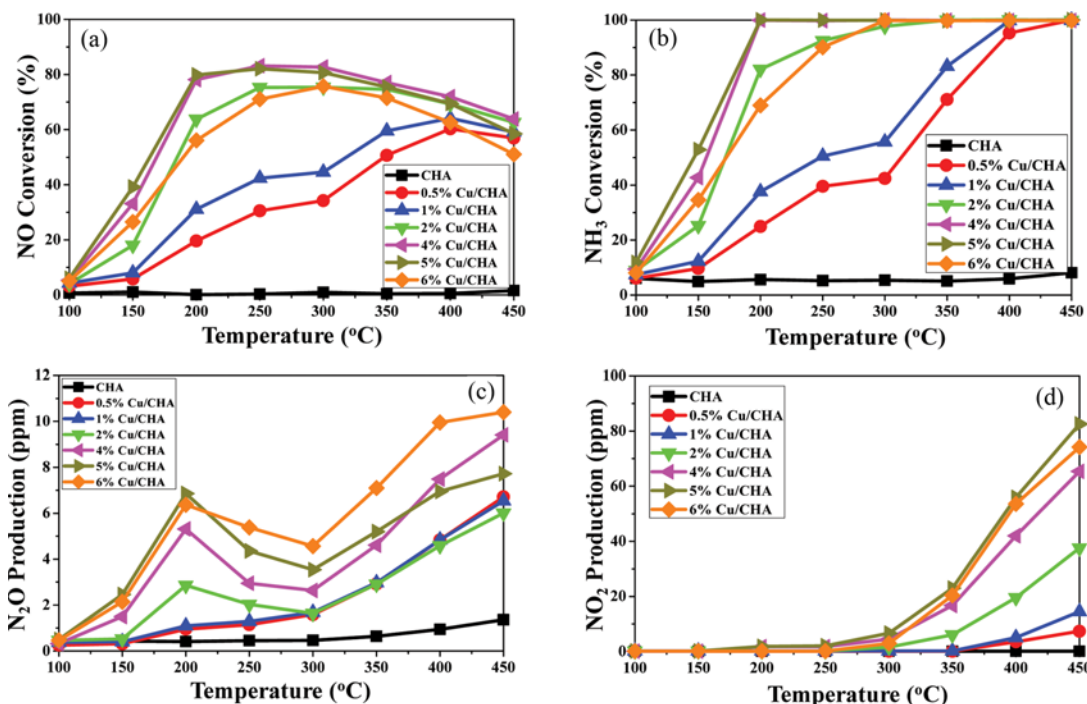 (a)
NO Conversion (%)
100
80
60
40
20
0
CHA
0.5% Cu/CHA
1% Cu/CHA
2% Cu/CHA
4% Cu/CHA
5% Cu/CHA
6% Cu/CHA
100 150 200 250 300 350 400 450
Temperature (°C)
(b)
NH₃ Conversion (%)
100
80
60
40
20
0
CHA
0.5% Cu/CHA
1% Cu/CHA
2% Cu/CHA
4% Cu/CHA
5% Cu/CHA
6% Cu/CHA
100 150 200 250 300 350 400 450
Temperature (°C)
(c)
N₂O Production (ppm)
12
10
8
6
4
2
0
CHA
0.5% Cu/CHA
1% Cu/CHA
2% Cu/CHA
4% Cu/CHA
5% Cu/CHA
6% Cu/CHA
100 150 200 250 300 350 400 450
Temperature (°C)
(d)
NO₂ Production (ppm)
100
80
60
40
20
0
CHA
0.5% Cu/CHA
1% Cu/CHA
2% Cu/CHA
4% Cu/CHA
5% Cu/CHA
6% Cu/CHA
100 150 200 250 300 350 400 450
Temperature (°C)